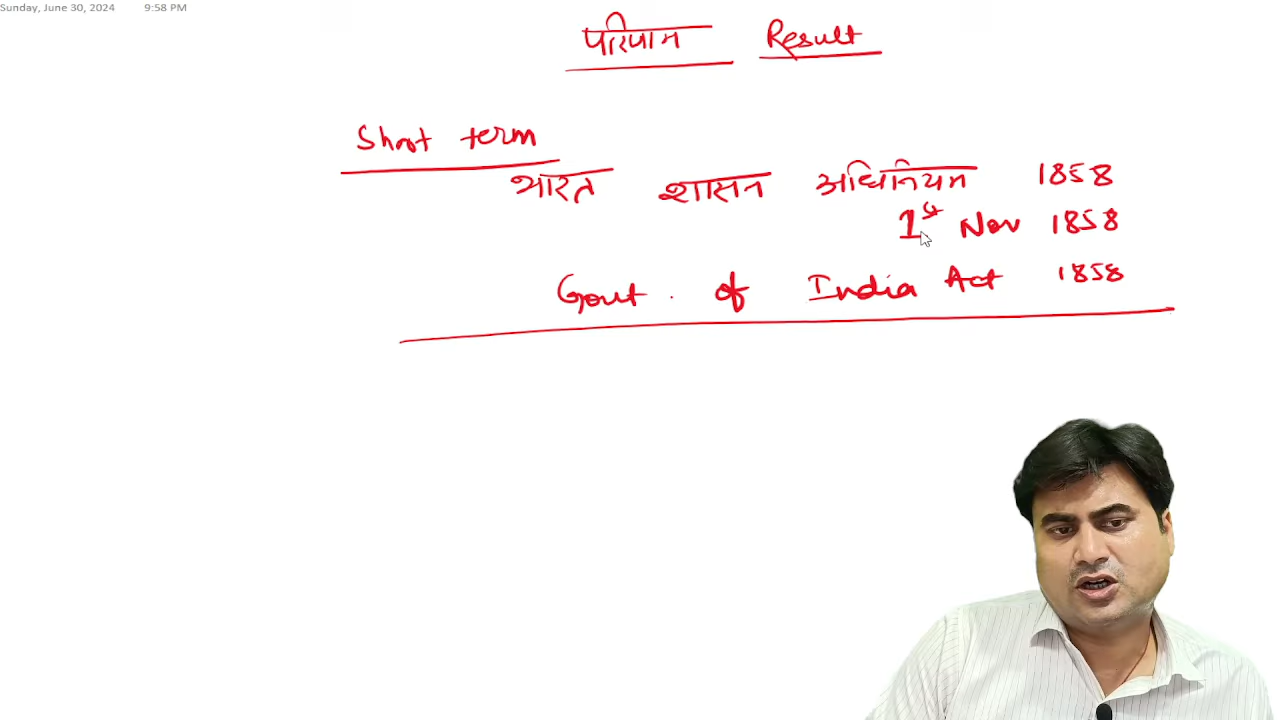 Sunday, June 30, 2024 9:58 PM
परिणाम Result
Short term
भारत शासन अधिनियम 1858
1st Nov 1858
Govt. of India Act 1858